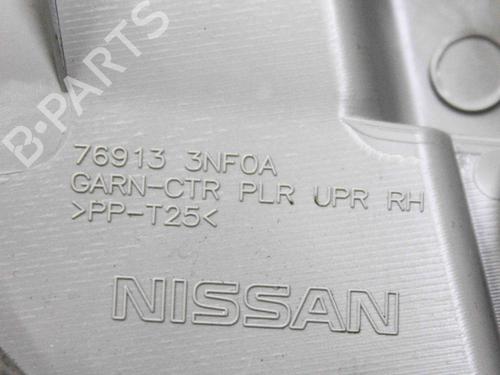 B-PARTS
76913 3NF0A
GARN-CTR PLR UPR RH
>PP-T25<
NISSAN